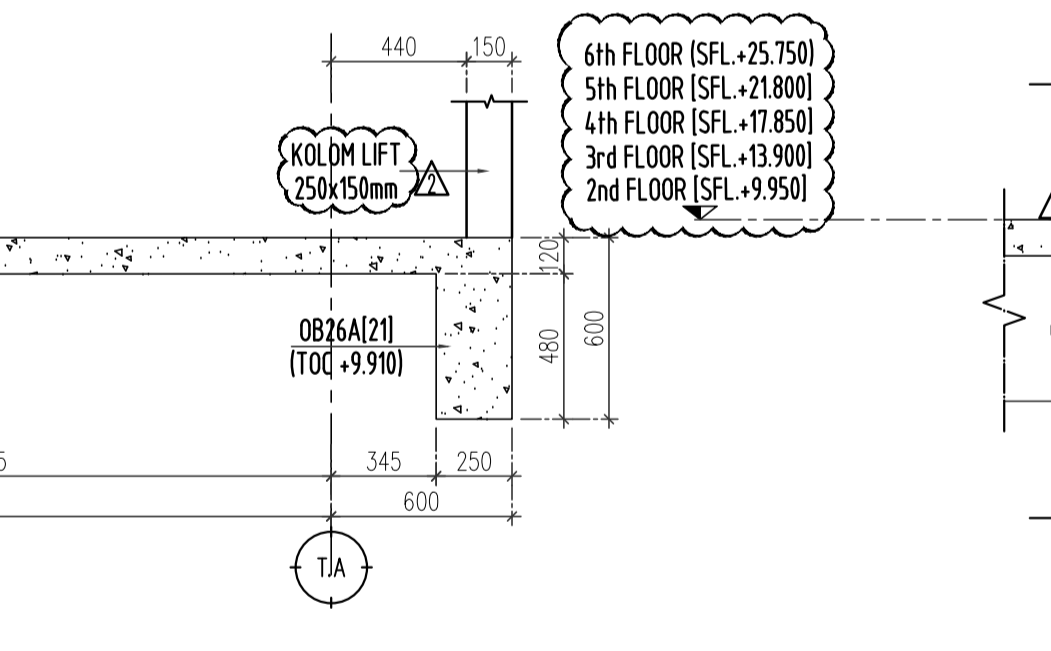 440
150
6th FLOOR (SFL.+25.750)
5th FLOOR [SFL.+21.800]
4th FLOOR [SFL.+17.850]
3rd FLOOR [SFL.+13.900]
2nd FLOOR [SFL.+9.950]
KOLOM LIFT
250x150mm
2
120
480
600
OB26A[21]
(TOC +9.910)
345
250
600
T.A